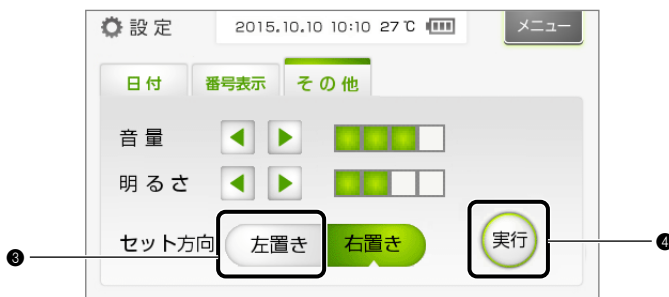 設定 2015.10.10 10:10 27℃ メニュー
日付 番号表示 その他
音量
明るさ
セット方向 左置き 右置き 実行
❸ ❹